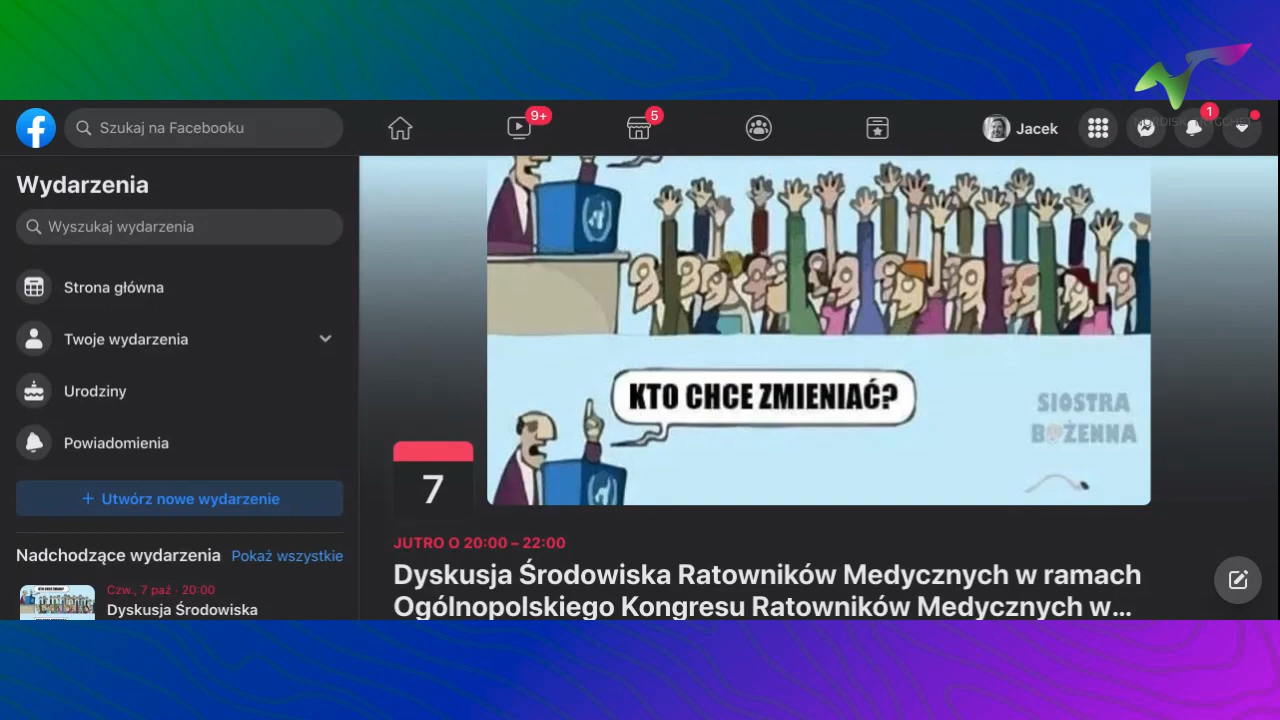 Szukaj na Facebooku
9+
5
Jacek
1
Wydarzenia
Wyszukaj wydarzenia
Strona główna
Twoje wydarzenia
Urodziny
Powiadomienia
+ Utwórz nowe wydarzenie
Nadchodzące wydarzenia Pokaż wszystkie
Czw., 7 paź · 20:00
Dyskusja Środowiska
KTO CHCE ZMIENIAĆ?
SIOSTRA
BOŻENNA
7
JUTRO O 20:00 – 22:00
Dyskusja Środowiska Ratowników Medycznych w ramach
Ogólnopolskiego Kongresu Ratowników Medycznych w...